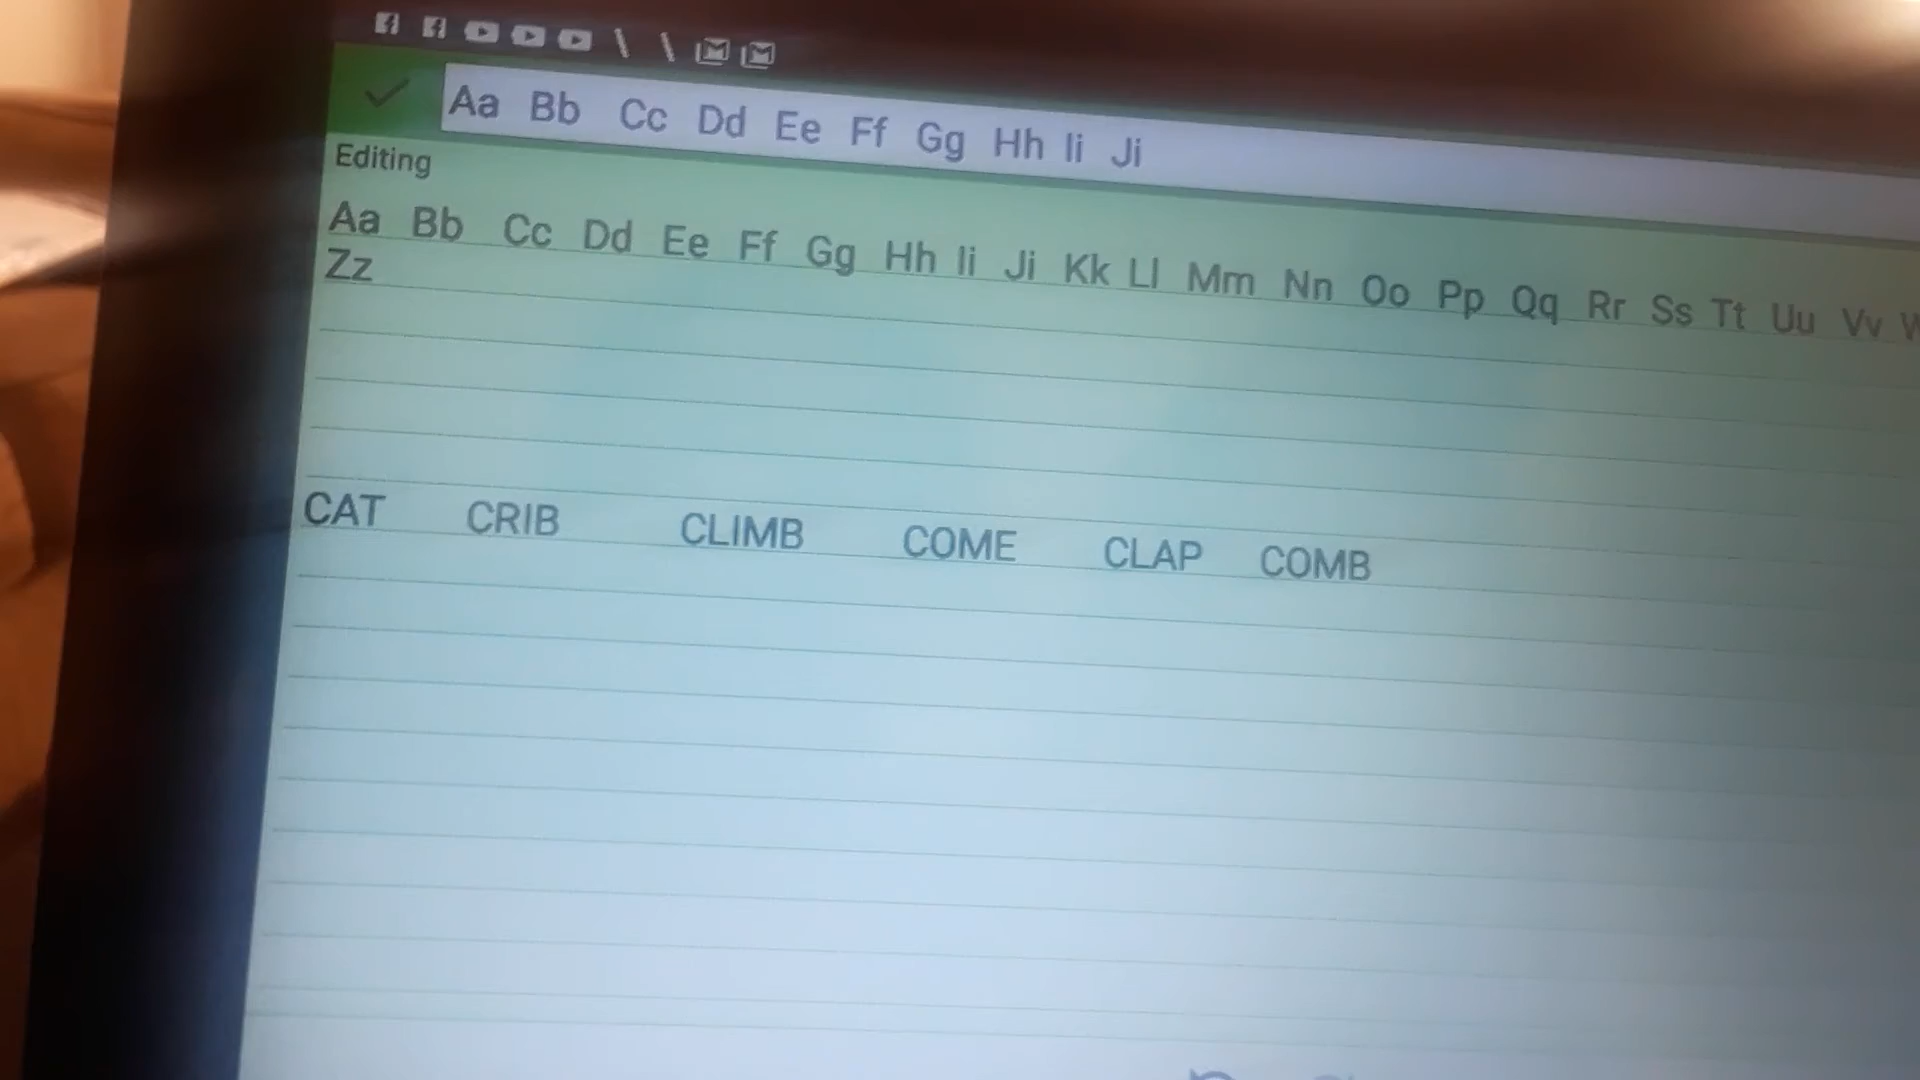 Aa Bb Cc Dd Ee Ff Gg Hh Ii Ji
Editing
Aa Bb Cc Dd Ee Ff Gg Hh Ii Ji Kk Ll Mm Nn Oo Pp Qq Rr Ss Tt Uu Vv
Zz
CAT CRIB CLIMB COME CLAP COMB